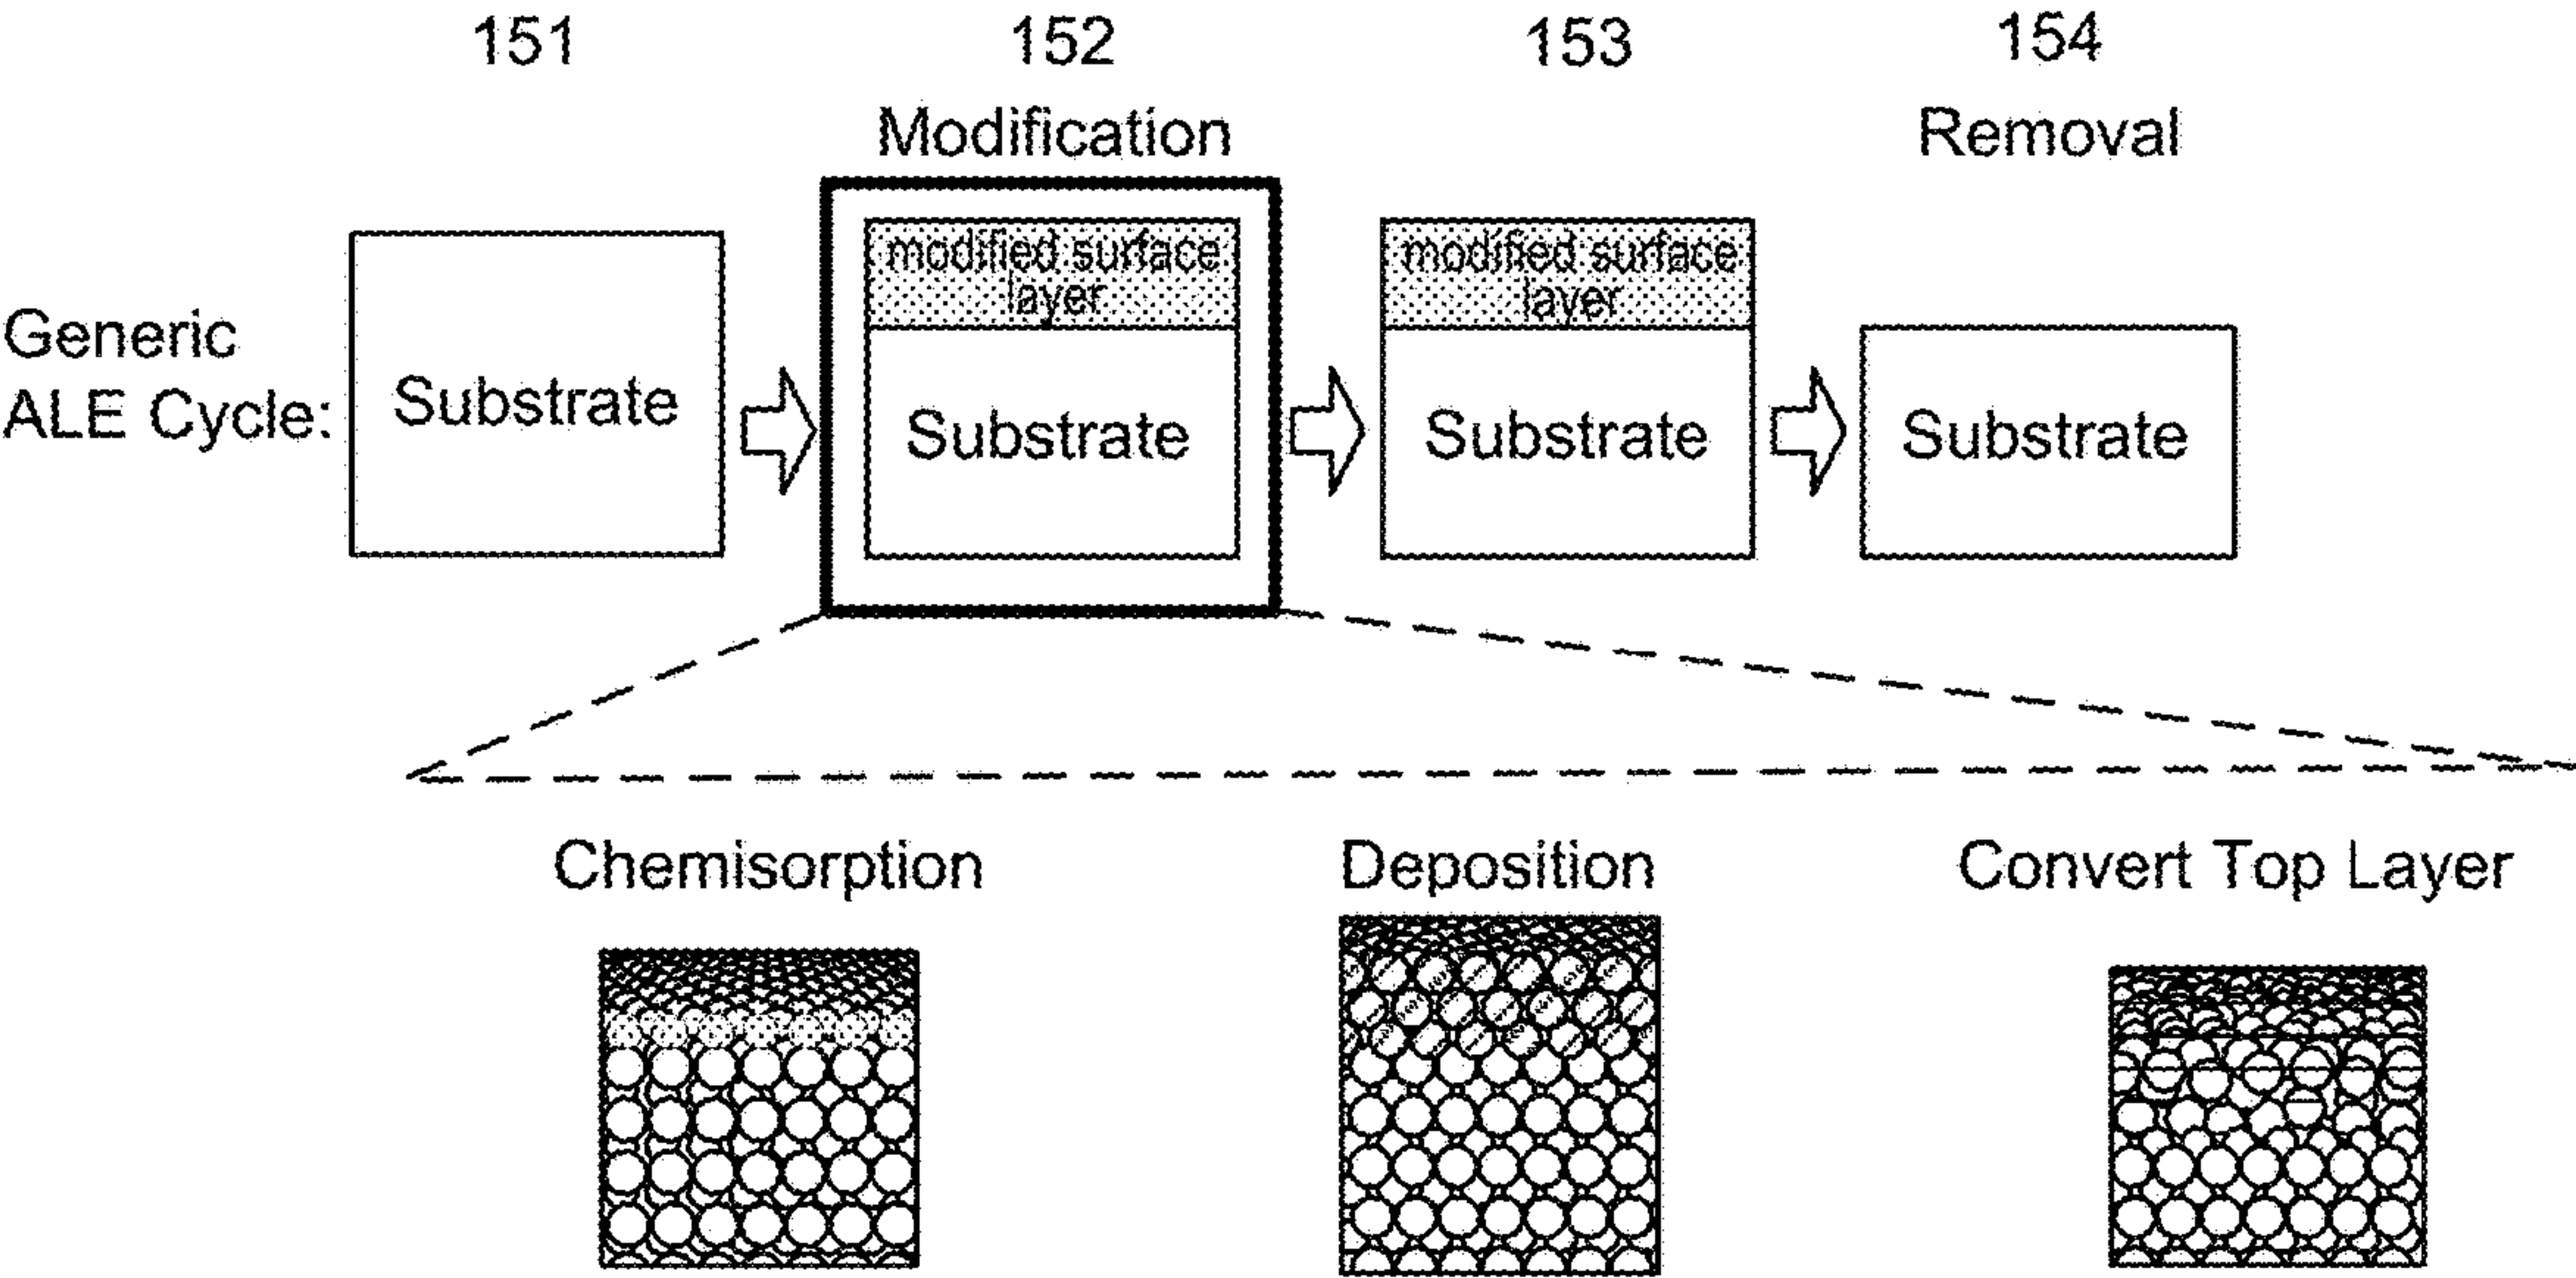 151 152 153 154
Modification Removal
modified surface
layer
modified surface
layer
Generic
ALE Cycle:
Substrate Substrate Substrate Substrate
Chemisorption Deposition Convert Top Layer